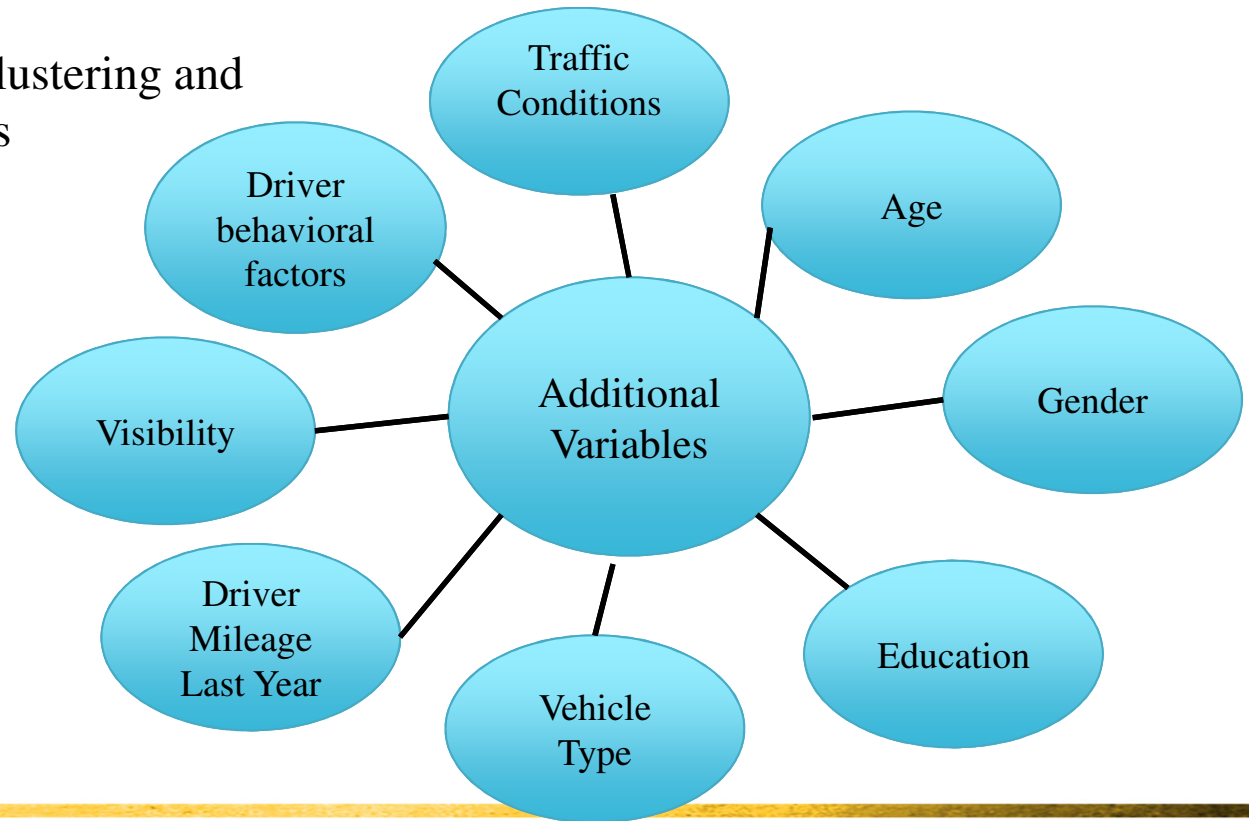 lustering and
s
Traffic
Conditions
Driver
behavioral
factors
Age
Gender
Additional
Variables
Visibility
Driver
Mileage
Last Year
Education
Vehicle
Type